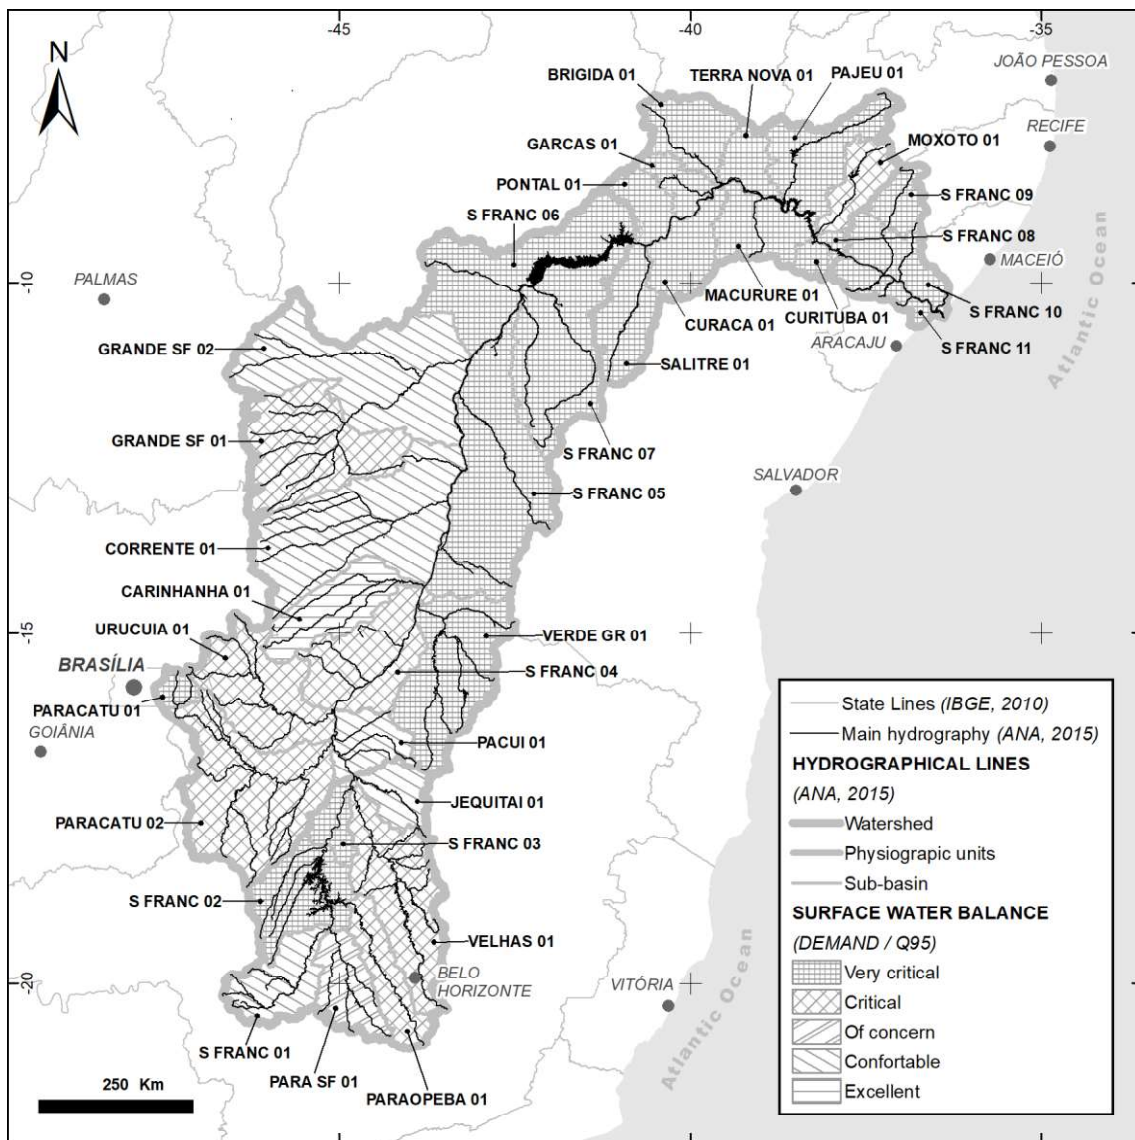 -45
-40
-35
N
JOÃO PESSOA
BRIGIDA 01
TERRA NOVA 01
PAJEU 01
RECIFE
GARCAS 01
MOXOTO 01
PONTAL 01
S FRANC 09
S FRANC 06
S FRANC 08
MACEIÓ
Atlantic Ocean
-10
PALMAS
MACURURE 01
CURITUBA 01
S FRANC 10
CURACA 01
ARACAJU
S FRANC 11
GRANDE SF 02
SALITRE 01
GRANDE SF 01
S FRANC 07
SALVADOR
S FRANC 05
CORRENTE 01
CARINHANHA 01
-15
URUCUIA 01
VERDE GR 01
BRASÍLIA
S FRANC 04
PARACATU 01
GOIÂNIA
PACUI 01
JEQUITAI 01
PARACATU 02
S FRANC 03
S FRANC 02
VELHAS 01
-20
BELO
HORIZONTE
VITÓRIA
Atlantic Ocean
S FRANC 01
PARA SF 01
PARAOPEBA 01
250 Km
State Lines (IBGE, 2010)
Main hydrography (ANA, 2015)
HYDROGRAPHICAL LINES
(ANA, 2015)
Watershed
Physiograpic units
Sub-basin
SURFACE WATER BALANCE
(DEMAND / Q95)
Very critical
Critical
Of concern
Confortable
Excellent